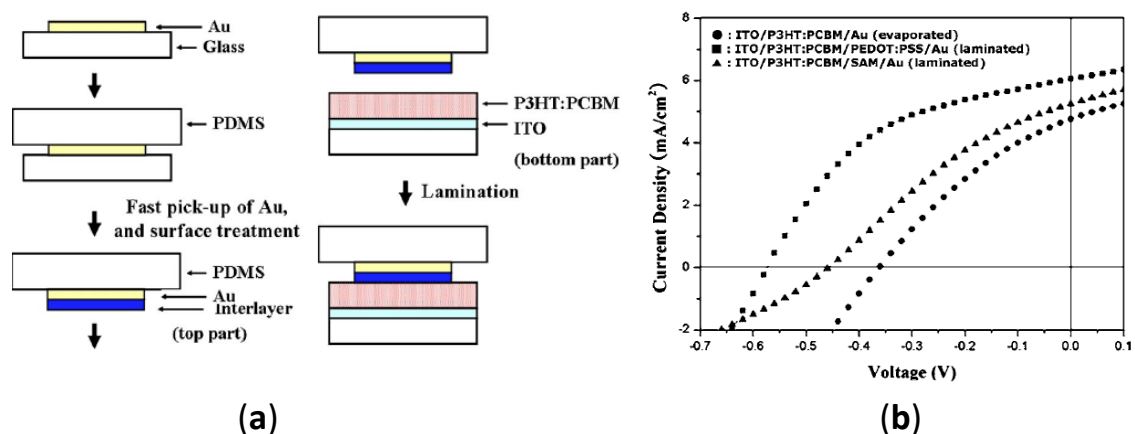 Au
Glass
PDMS
Fast pick-up of Au,
and surface treatment
PDMS
Au
Interlayer
(top part)
P3HT:PCBM
ITO
(bottom part)
Lamination
(a)
● : ITO/P3HT:PCBM/Au (evaporated)
■ : ITO/P3HT:PCBM/PEDOT:PSS/Au (laminated)
▲ : ITO/P3HT:PCBM/SAM/Au (laminated)
Current Density (mA/cm²)
8
6
4
2
0
-2
-0.7 -0.6 -0.5 -0.4 -0.3 -0.2 -0.1 0.0 0.1
Voltage (V)
(b)